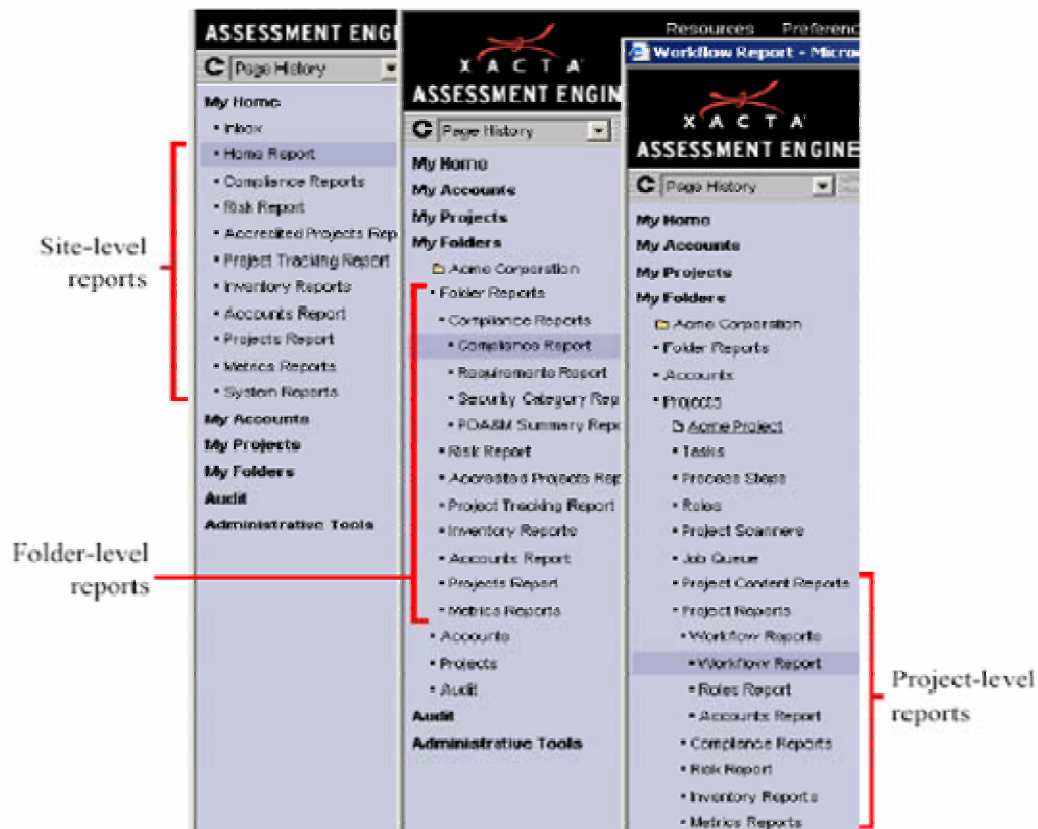 Site-level
reports
Folder-level
reports
ASSESSMENT ENGI
C Page History
My Home
• Inbox
• Home Report
• Compliance Reports
• Risk Report
• Accredited Projects Rep
• Project Tracking Report
• Inventory Reports
• Accounts Report
• Projects Report
• Metrics Reports
• System Reports
My Accounts
My Projects
My Folders
Audit
Administrative Tools
XACTA
ASSESSMENT ENGIN
C Page History
My Home
My Accounts
My Projects
My Folders
Acme Corporation
• Folder Reports
• Compliance Reports
• Compliance Report
• Requirements Report
• Security Category Rep
• POA&M Summary Repo
• Risk Report
• Accredited Projects Rep
• Project Tracking Report
• Inventory Reports
• Accounts Report
• Projects Report
• Metrics Reports
• Accounts
• Projects
• Audit
Audit
Administrative Tools
Resources Preferenc
Workflow Report - Micro
XACTA
ASSESSMENT ENGINE
C Page History
My Home
My Accounts
My Projects
My Folders
Acme Corporation
• Folder Reports
• Accounts
• Projects
Acme Project
• Tasks
• Process Steps
• Roles
• Project Scanners
• Job Queue
• Project Content Reports
• Project Reports
• Workflow Reports
• Workflow Report
• Roles Report
• Accounts Report
• Compliance Reports
• Risk Report
• Inventory Reports
• Metrics Reports
Project-level
reports